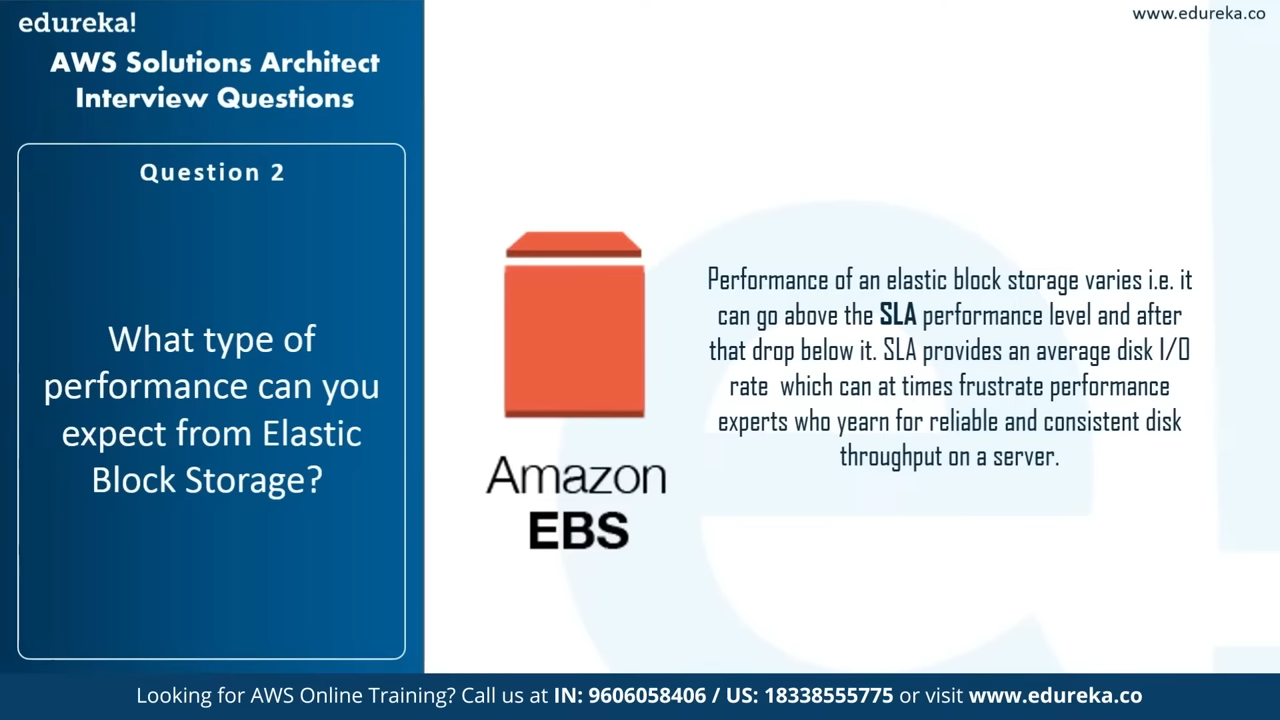 edureka!
www.edureka.co
AWS Solutions Architect
Interview Questions
Question 2
What type of
performance can you
expect from Elastic
Block Storage?
Amazon
EBS
Performance of an elastic block storage varies i.e. it
can go above the SLA performance level and after
that drop below it. SLA provides an average disk I/O
rate which can at times frustrate performance
experts who yearn for reliable and consistent disk
throughput on a server.
Looking for AWS Online Training? Call us at IN: 9606058406 / US: 18338555775 or visit www.edureka.co